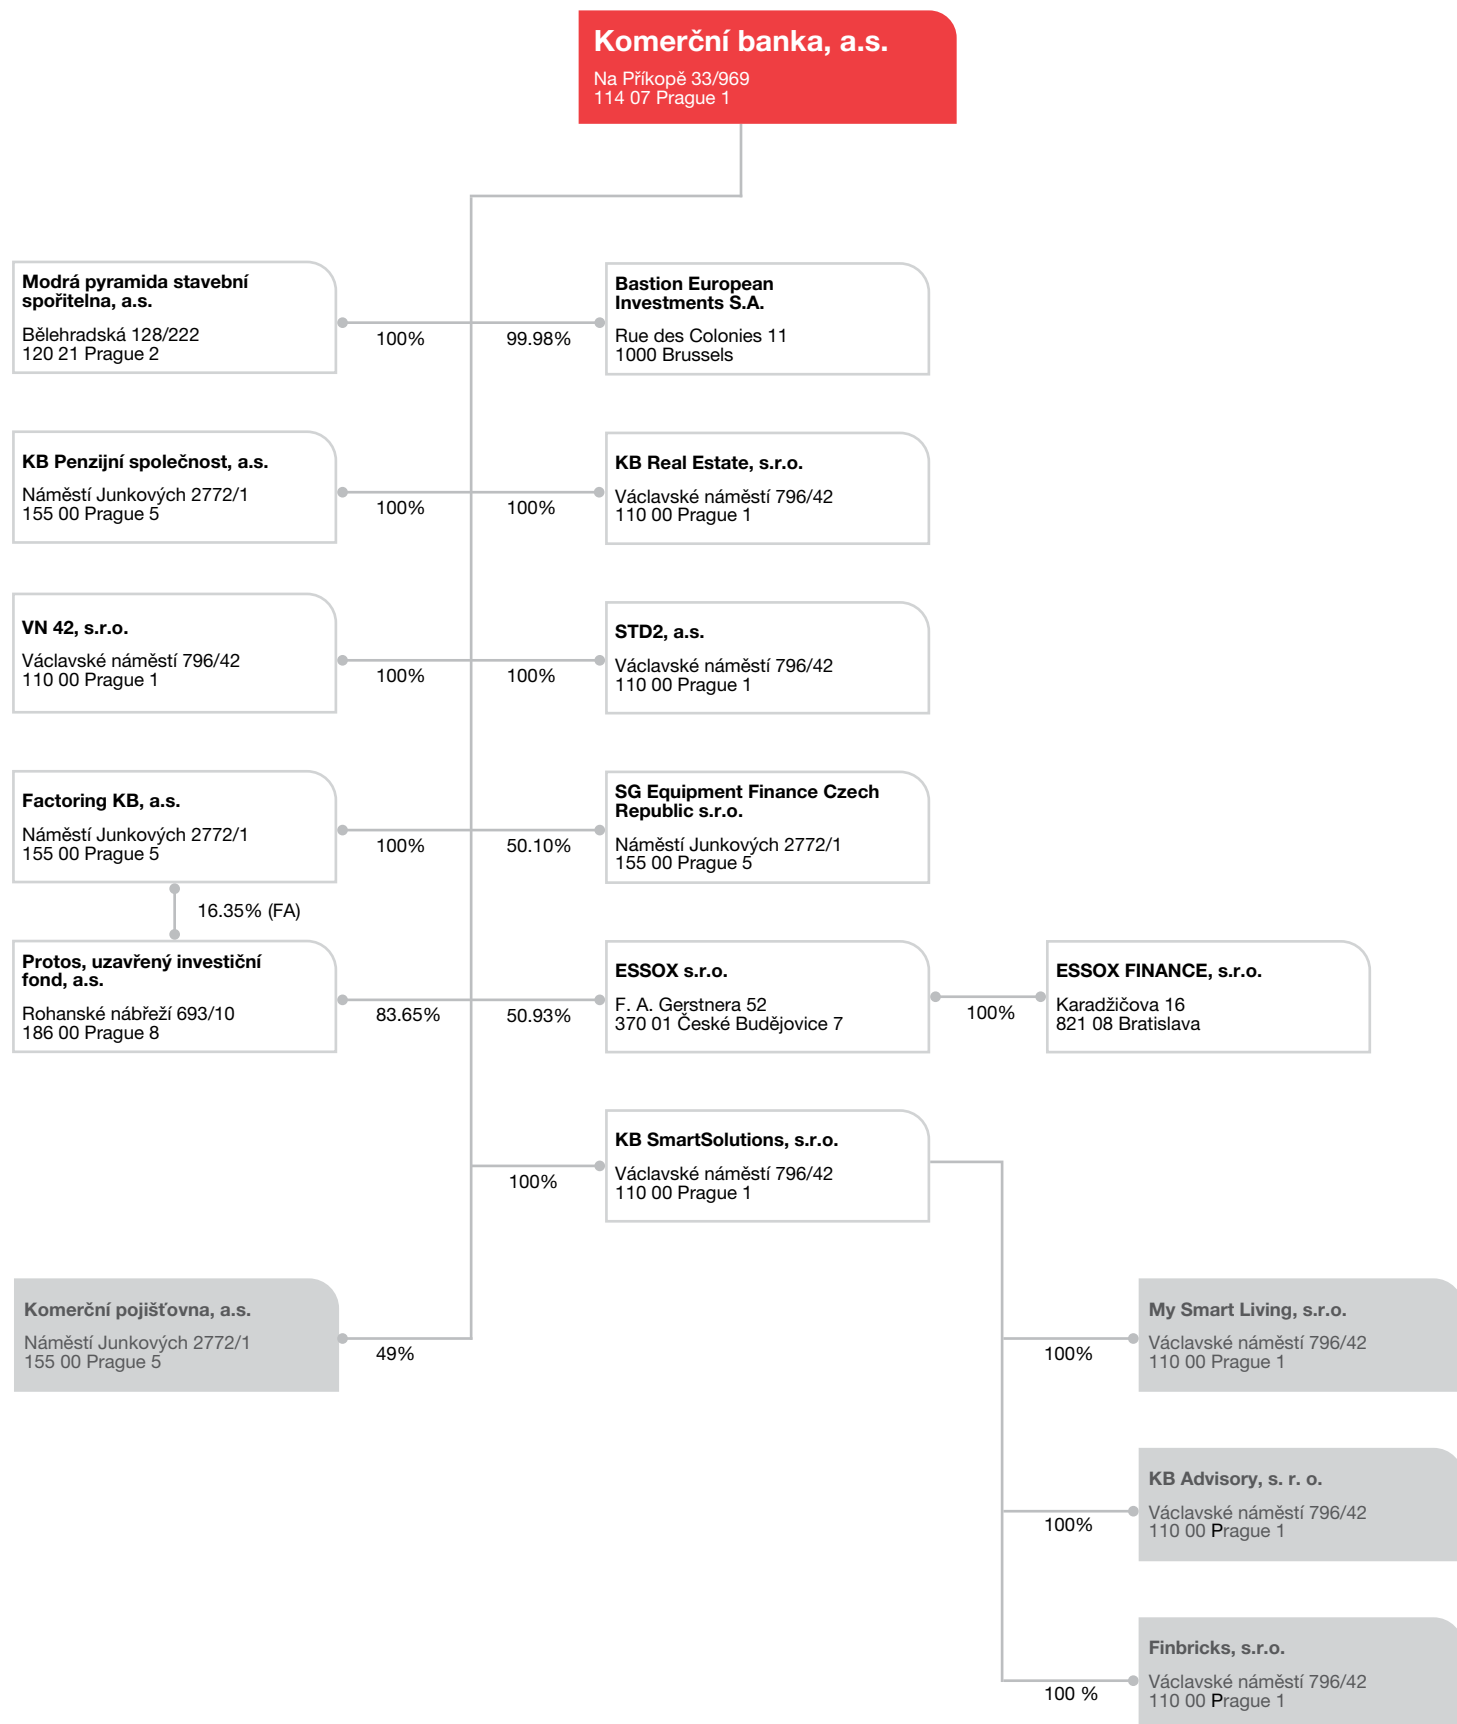 Komerční banka, a.s.
Na Příkopě 33/969
114 07 Prague 1
Modrá pyramida stavební
spořitelna, a.s.
Bělehradská 128/222
120 21 Prague 2
100%
99.98%
Bastion European
Investments S.A.
Rue des Colonies 11
1000 Brussels
KB Penzijní společnost, a.s.
Náměstí Junkových 2772/1
155 00 Prague 5
100%
100%
KB Real Estate, s.r.o.
Václavské náměstí 796/42
110 00 Prague 1
VN 42, s.r.o.
Václavské náměstí 796/42
110 00 Prague 1
100%
100%
STD2, a.s.
Václavské náměstí 796/42
110 00 Prague 1
Factoring KB, a.s.
Náměstí Junkových 2772/1
155 00 Prague 5
100%
50.10%
SG Equipment Finance Czech
Republic s.r.o.
Náměstí Junkových 2772/1
155 00 Prague 5
16.35% (FA)
Protos, uzavřený investiční
fond, a.s.
Rohanské nábřeží 693/10
186 00 Prague 8
83.65%
50.93%
ESSOX s.r.o.
F. A. Gerstnera 52
370 01 České Budějovice 7
100%
ESSOX FINANCE, s.r.o.
Karadžičova 16
821 08 Bratislava
100%
KB SmartSolutions, s.r.o.
Václavské náměstí 796/42
110 00 Prague 1
Komerční pojišťovna, a.s.
Náměstí Junkových 2772/1
155 00 Prague 5
49%
100%
My Smart Living, s.r.o.
Václavské náměstí 796/42
110 00 Prague 1
100%
KB Advisory, s. r. o.
Václavské náměstí 796/42
110 00 Prague 1
100 %
Finbricks, s.r.o.
Václavské náměstí 796/42
110 00 Prague 1